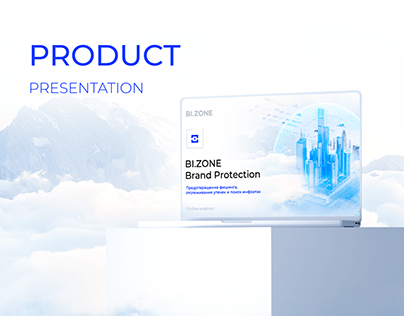 PRODUCT
PRESENTATION
BI.ZONE
BI.ZONE
Brand Protection
Предотвращение фишинга,
отслеживание утечек и поиск инфоатак